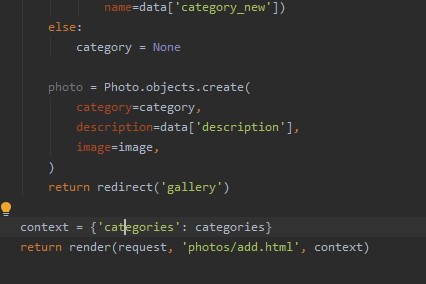 name=data['category_new'])
else:
category = None
photo = Photo.objects.create(
category=category,
description=data['description'],
image=image,
)
return redirect('gallery')
context = {'categories': categories}
return render(request, 'photos/add.html', context)